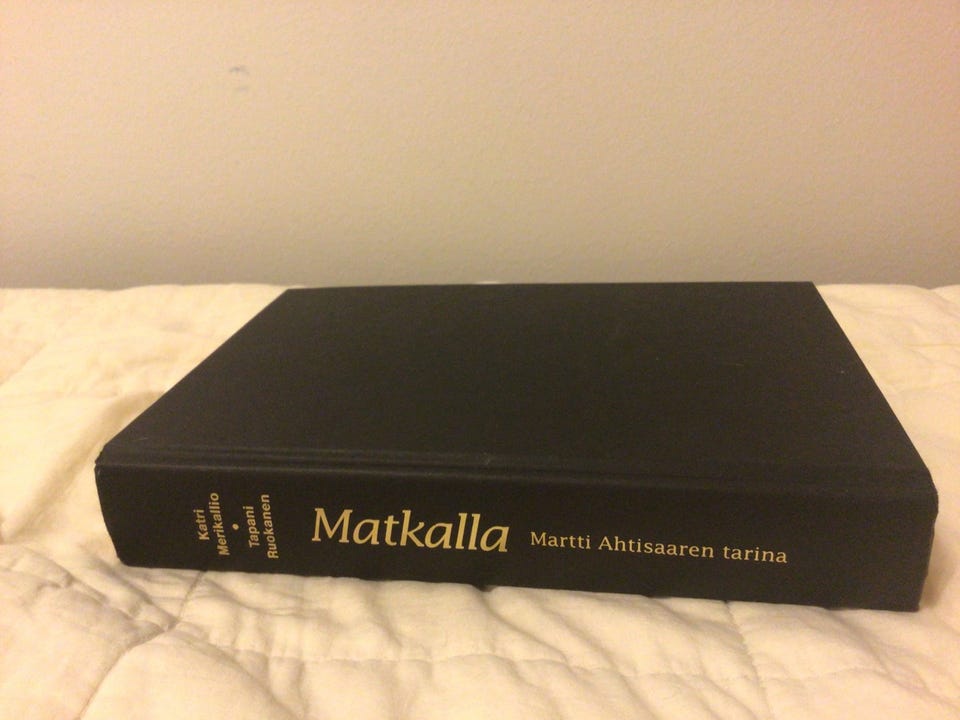 Katri
Merikallio
•
Tapani
Ruokanen
Matkalla
Martti Ahtisaaren tarina